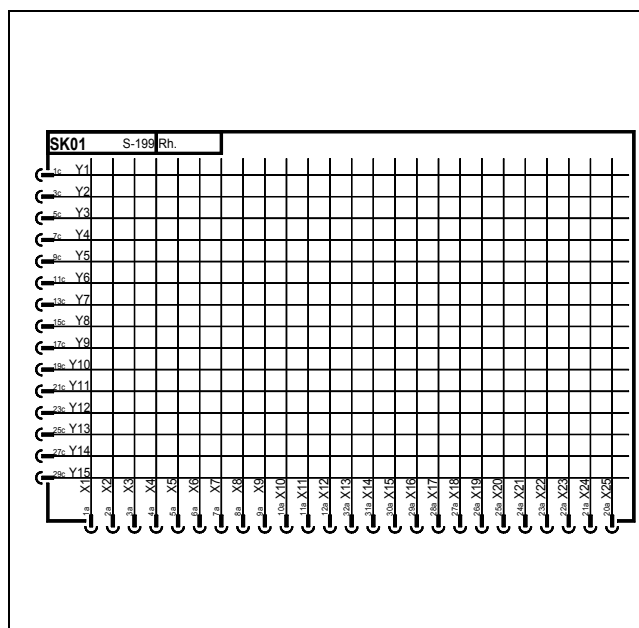 SK01 S-199 Rh.
1c Y1
3c Y2
5c Y3
7c Y4
9c Y5
11c Y6
13c Y7
15c Y8
17c Y9
19c Y10
21c Y11
23c Y12
25c Y13
27c Y14
29c Y15
X1 X2 X3 X4 X5 X6 X7 X8 X9 X10 X11 X12 X13 X14 X15 X16 X17 X18 X19 X20 X21 X22 X23 X24 X25
1a 2a 3a 4a 5a 6a 7a 8a 9a 10a 11a 12a 32a 31a 30a 29a 28a 27a 26a 25a 24a 23a 22a 21a 20a